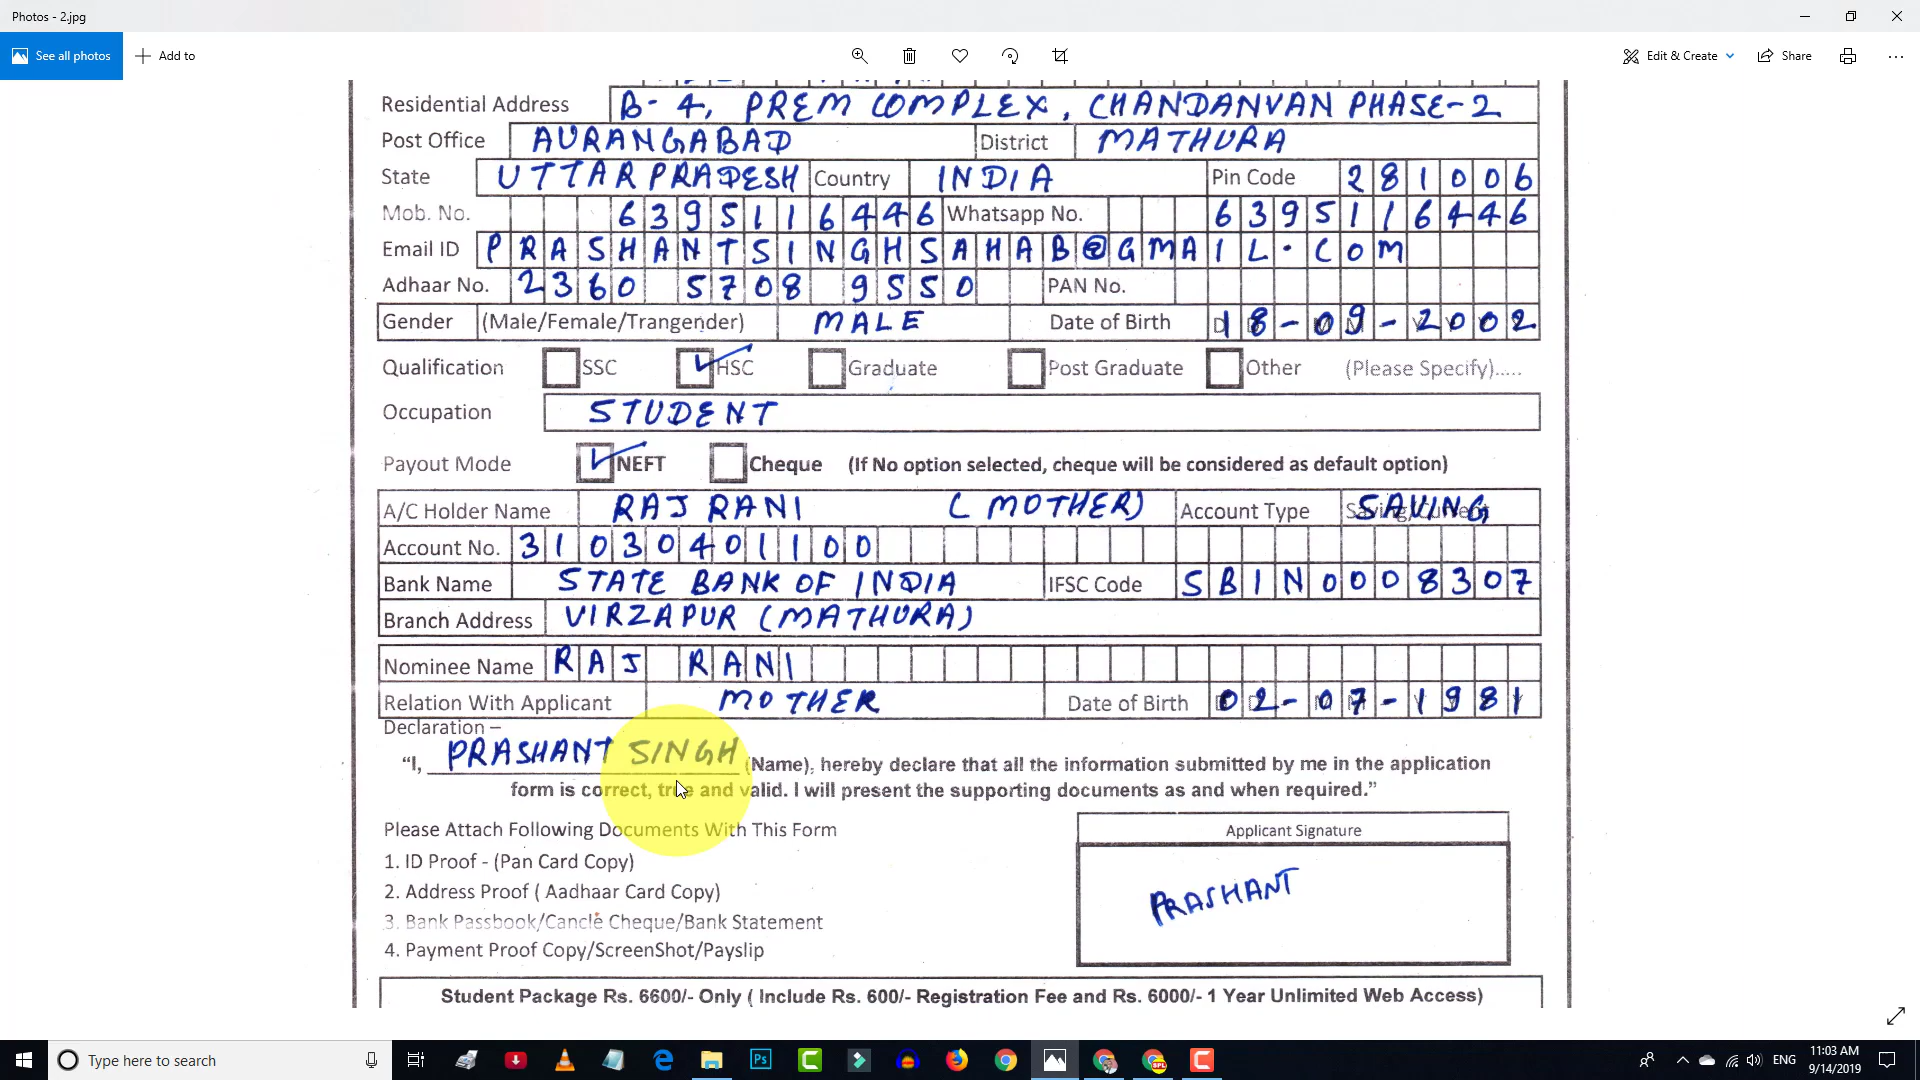 Photos - 2.jpg
See all photos
Add to
Edit & Create
Share
Residential Address B-4, PREM COMPLEX, CHANDANVAN PHASE-2
Post Office AURANGABAD District MATHURA
State UTTAR PRADESH Country INDIA Pin Code 281006
Mob. No. 6395116446 Whatsapp No. 6395116446
Email ID PRASHANTSINGHSAHAB@GMAIL.COM
Adhaar No. 2360 5708 9550 PAN No.
Gender (Male/Female/Trangender) MALE Date of Birth 18-09-2002
Qualification SSC HSC Graduate Post Graduate Other (Please Specify).....
Occupation STUDENT
Payout Mode NEFT Cheque (If No option selected, cheque will be considered as default option)
A/C Holder Name RAJ RANI (MOTHER) Account Type SAVING
Account No. 31030401100
Bank Name STATE BANK OF INDIA IFSC Code SBIN0008307
Branch Address VIRZAPUR (MATHURA)
Nominee Name RAJ RANI
Relation With Applicant MOTHER Date of Birth 02-07-1981
Declaration –
“I, PRASHANT SINGH (Name), hereby declare that all the information submitted by me in the application
form is correct, true and valid. I will present the supporting documents as and when required.”
Please Attach Following Documents With This Form
Applicant Signature
1. ID Proof - (Pan Card Copy)
2. Address Proof ( Aadhaar Card Copy)
PRASHANT
3. Bank Passbook/Cancle Cheque/Bank Statement
4. Payment Proof Copy/ScreenShot/Payslip
Student Package Rs. 6600/- Only ( Include Rs. 600/- Registration Fee and Rs. 6000/- 1 Year Unlimited Web Access)
Type here to search
ENG
11:03 AM
9/14/2019